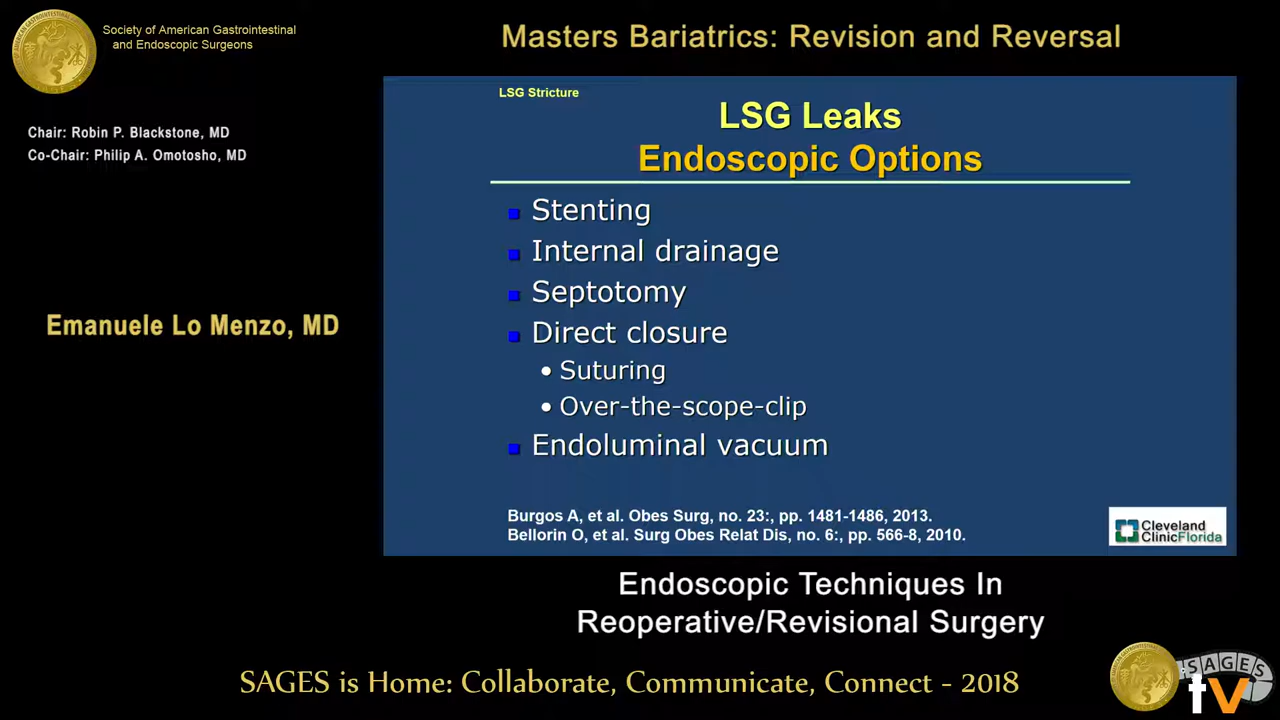 Society of American Gastrointestinal
and Endoscopic Surgeons
Masters Bariatrics: Revision and Reversal
Chair: Robin P. Blackstone, MD
Co-Chair: Philip A. Omotosho, MD
Emanuele Lo Menzo, MD
LSG Stricture
LSG Leaks
Endoscopic Options
Stenting
Internal drainage
Septotomy
Direct closure
• Suturing
• Over-the-scope-clip
Endoluminal vacuum
Burgos A, et al. Obes Surg, no. 23:, pp. 1481-1486, 2013.
Bellorin O, et al. Surg Obes Relat Dis, no. 6:, pp. 566-8, 2010.
Cleveland
ClinicFlorida
Endoscopic Techniques In
Reoperative/Revisional Surgery
SAGES is Home: Collaborate, Communicate, Connect - 2018
SAGES
tv